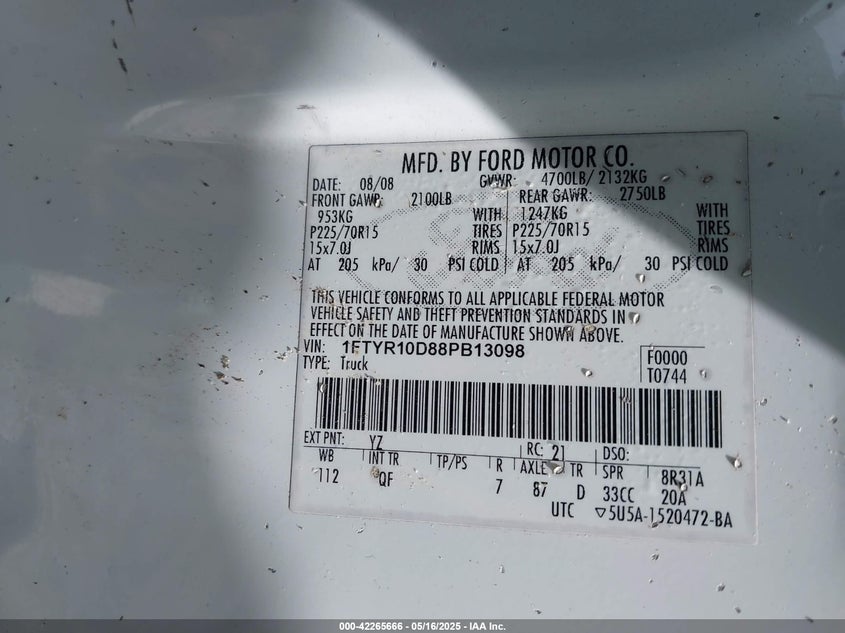 MFD. BY FORD MOTOR CO.
DATE: 08/08 GVWR: 4700LB/ 2132KG
FRONT GAWR: 2100LB REAR GAWR: 2750LB
953KG WITH 1247KG WITH
P225/70R15 TIRES P225/70R15 TIRES
15x7.0J RIMS 15x7.0J RIMS
AT 205 kPa/ 30 PSI COLD AT 205 kPa/ 30 PSI COLD
THIS VEHICLE CONFORMS TO ALL APPLICABLE FEDERAL MOTOR
VEHICLE SAFETY AND THEFT PREVENTION STANDARDS IN
EFFECT ON THE DATE OF MANUFACTURE SHOWN ABOVE.
VIN: 1FTYR10D88PB13098 F0000
TYPE: Truck T0744
EXT PNT: YZ RC: 21 DSO:
WB INT TR TP/PS R AXLE TR SPR 8R31A
112 QF 7 87 D 33CC 20A
UTC ▽5U5A-1520472-BA
000-42265666 - 05/16/2025 - IAA Inc.